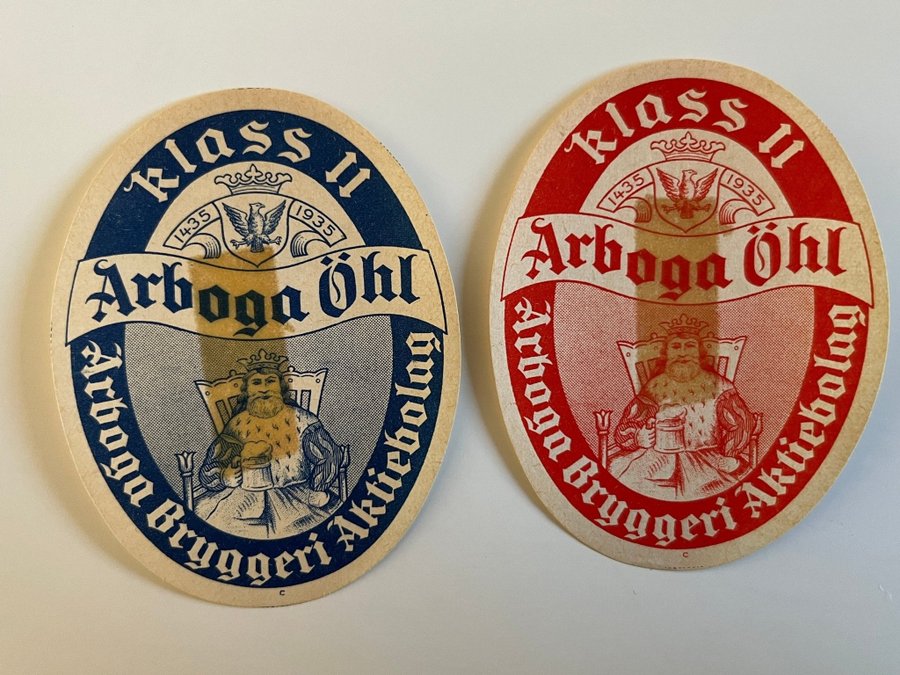 Klass II
1435 1935
Arboga Öhl
Arboga Bryggeri Aktiebolag
C
Klass II
1435 1935
Arboga Öhl
Arboga Bryggeri Aktiebolag
C